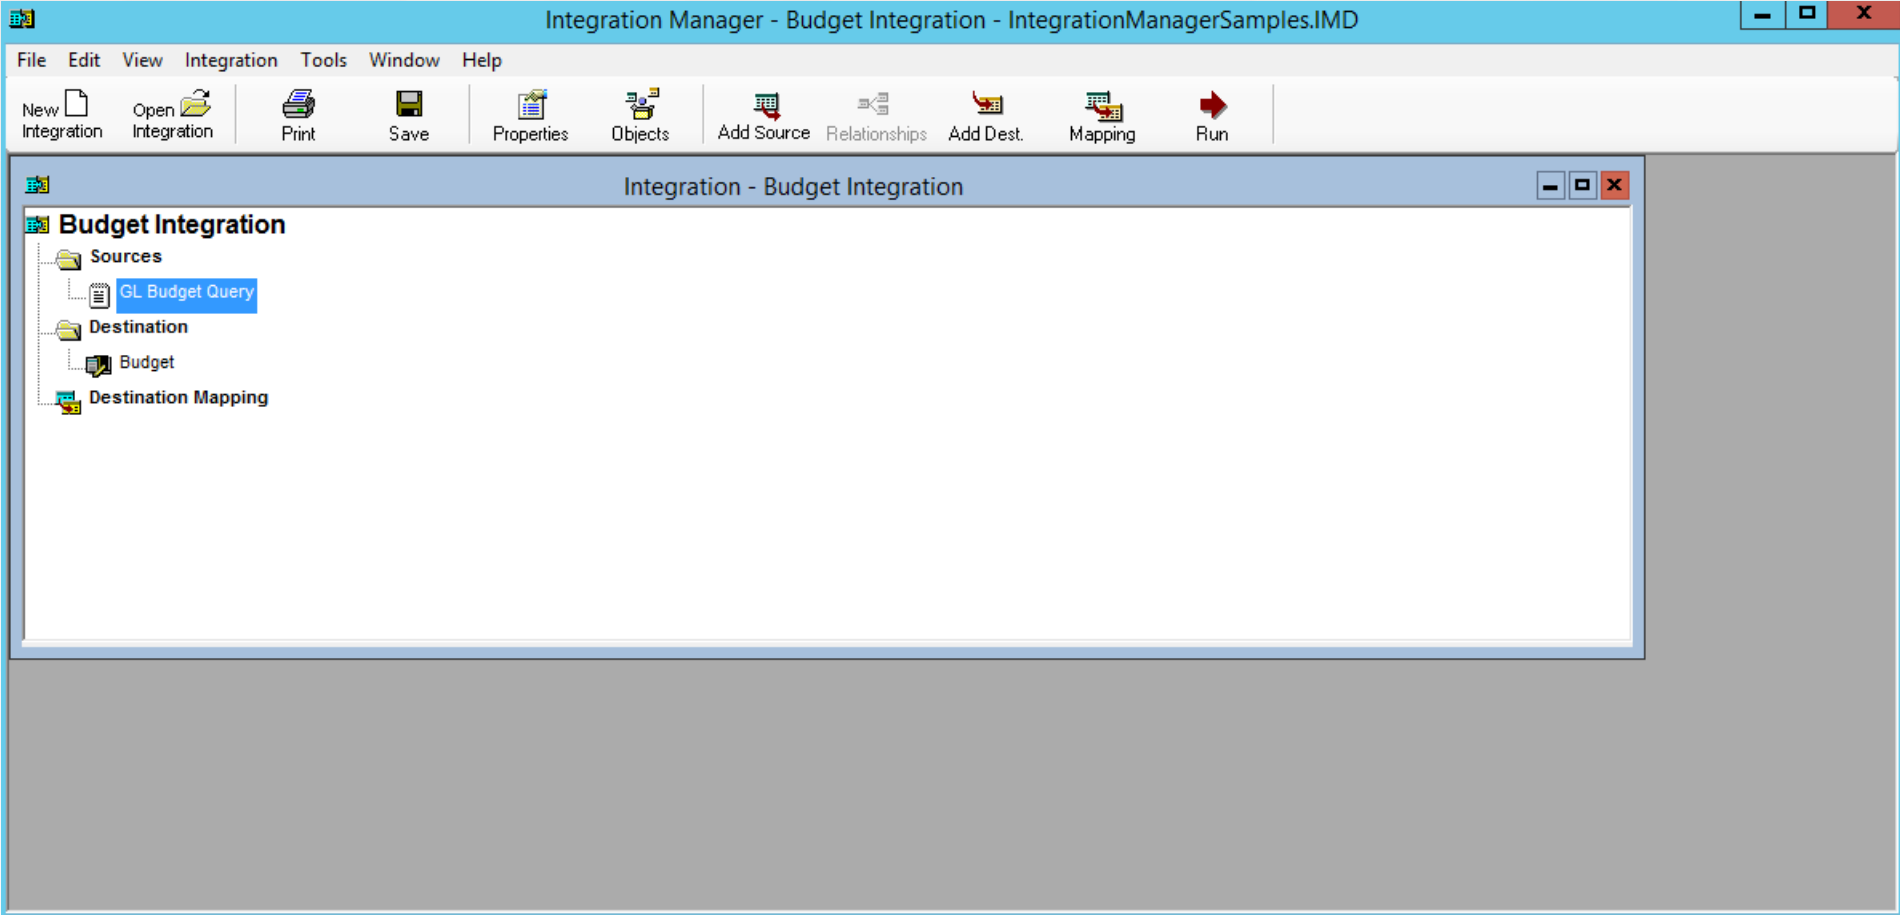 Integration Manager - Budget Integration - IntegrationManagerSamples.IMD
File Edit View Integration Tools Window Help
New Integration Open Integration Print Save Properties Objects Add Source Relationships Add Dest. Mapping Run
Integration - Budget Integration
Budget Integration
Sources
GL Budget Query
Destination
Budget
Destination Mapping